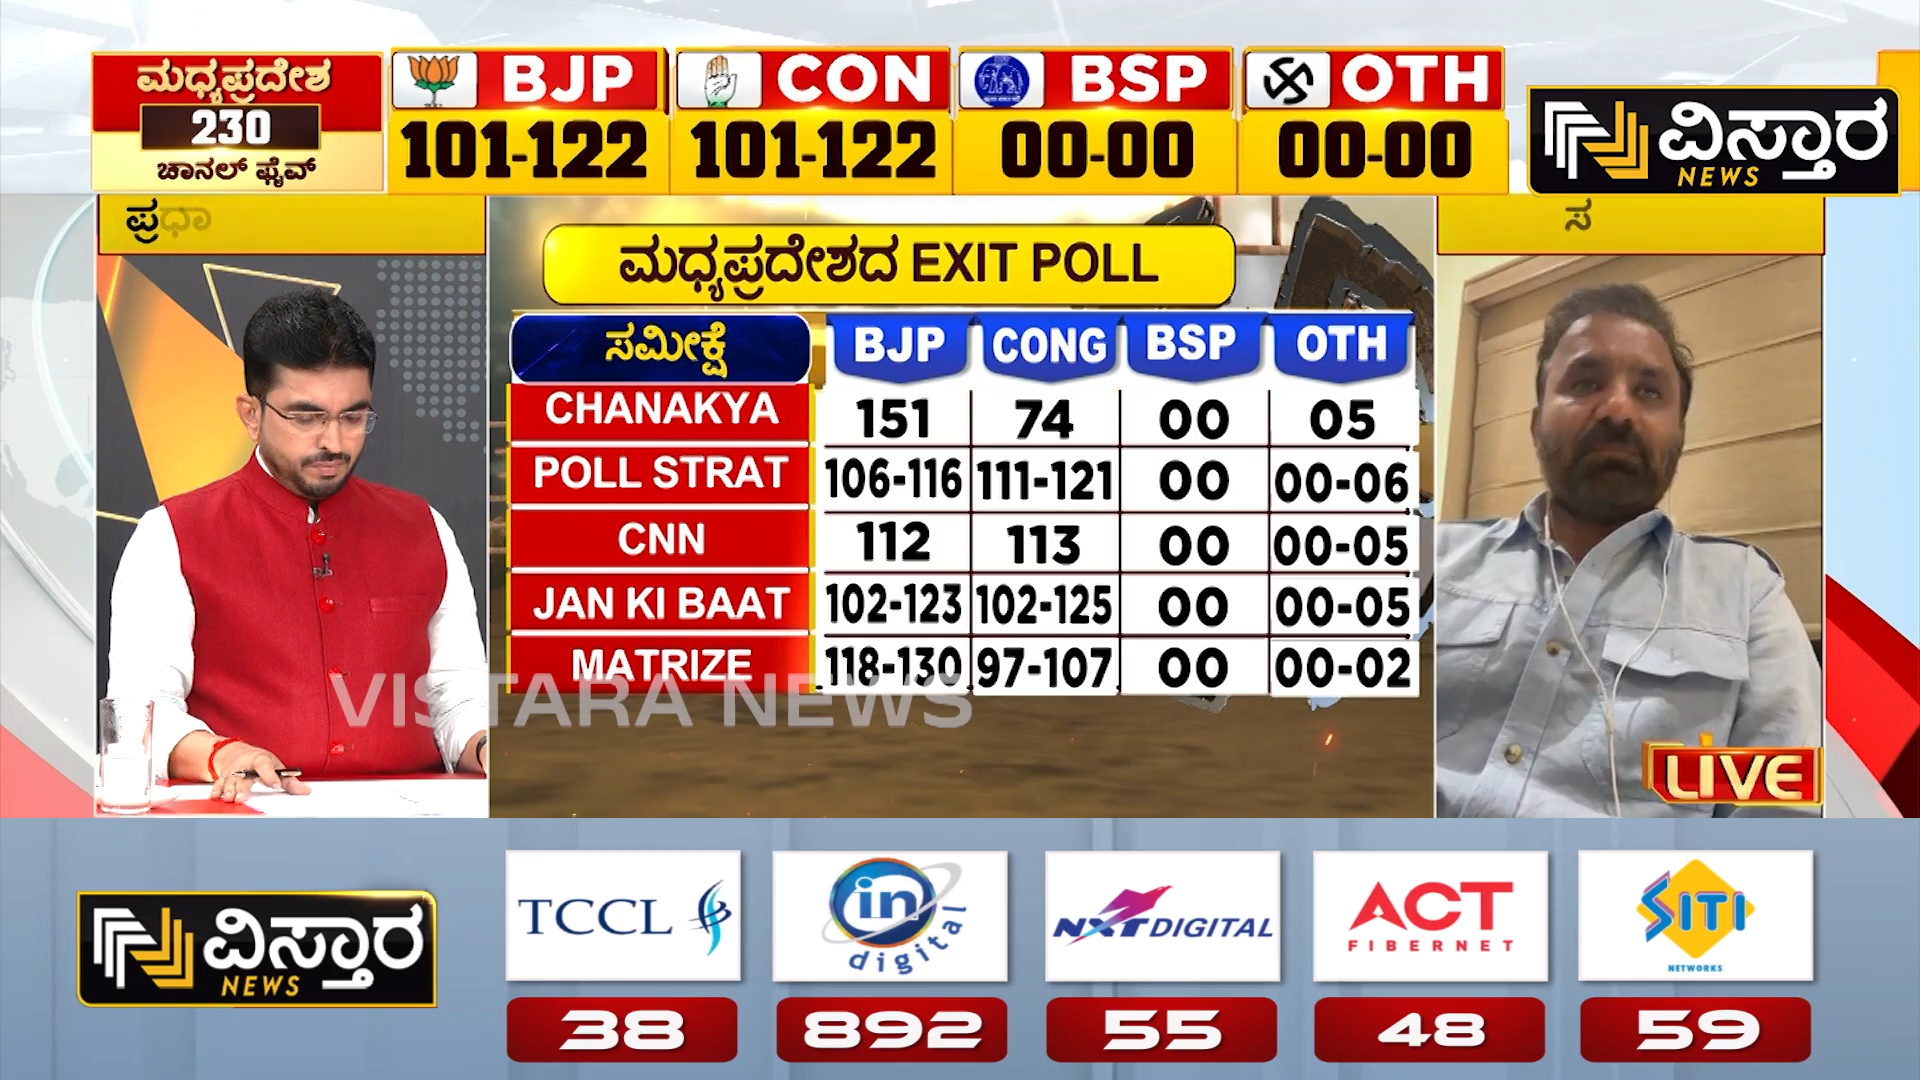 ಮಧ್ಯಪ್ರದೇಶ
230
ಚಾನಲ್ ಫೈವ್
BJP CON BSP OTH
101-122 101-122 00-00 00-00
ವಿಸ್ತಾರ
NEWS
ಪ್ರಧಾ
ಸ
ಮಧ್ಯಪ್ರದೇಶದ EXIT POLL
ಸಮೀಕ್ಷೆ BJP CONG BSP OTH
CHANAKYA 151 74 00 05
POLL STRAT 106-116 111-121 00 00-06
CNN 112 113 00 00-05
JAN KI BAAT 102-123 102-125 00 00-05
MATRIZE 118-130 97-107 00 00-02
VISTARA NEWS
LIVE
ವಿಸ್ತಾರ
NEWS
TCCL
in
digital
NXT DIGITAL
ACT
FIBERNET
SITI
NETWORKS
38 892 55 48 59